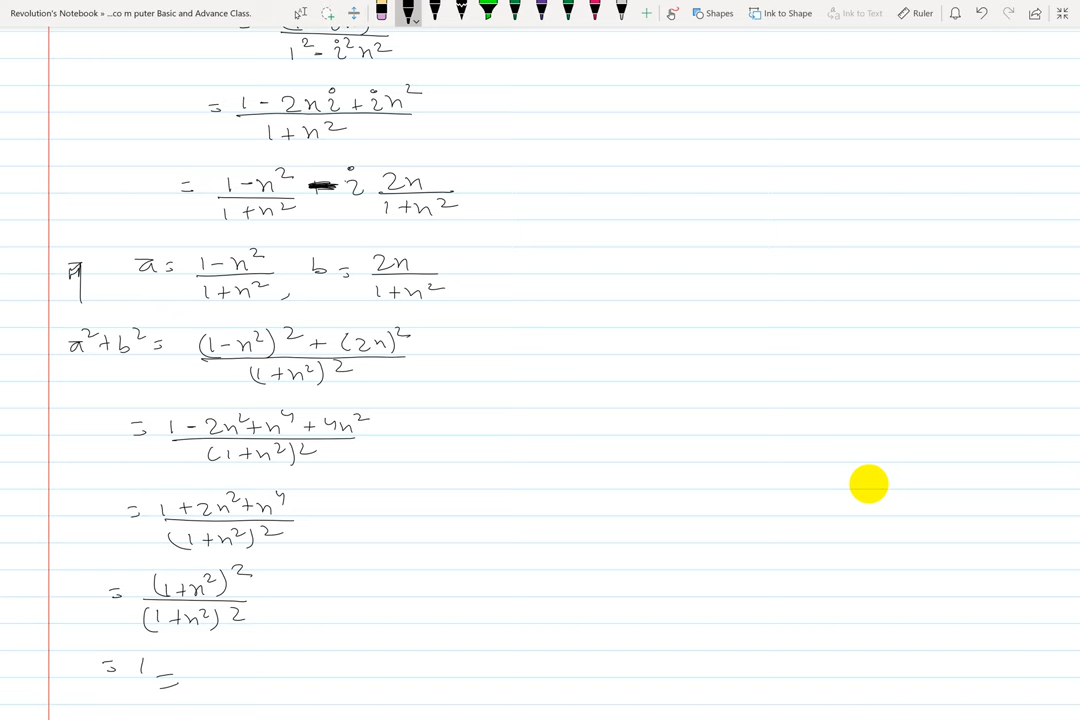 Revolution's Notebook » ...co m puter Basic and Advance Class.
Shapes Ink to Shape Ink to Text Ruler
1² - i²n²
= 1 - 2ni + in² / 1+n²
= 1-n² / 1+n² - i 2n / 1+n²
a = 1-n² / 1+n² , b = 2n / 1+n²
a²+b² = (1-n²)² + (2n)² / (1+n²)²
= 1 - 2n²+n⁴ + 4n² / (1+n²)²
= 1+2n²+n⁴ / (1+n²)²
= (1+n²)² / (1+n²)²
= 1